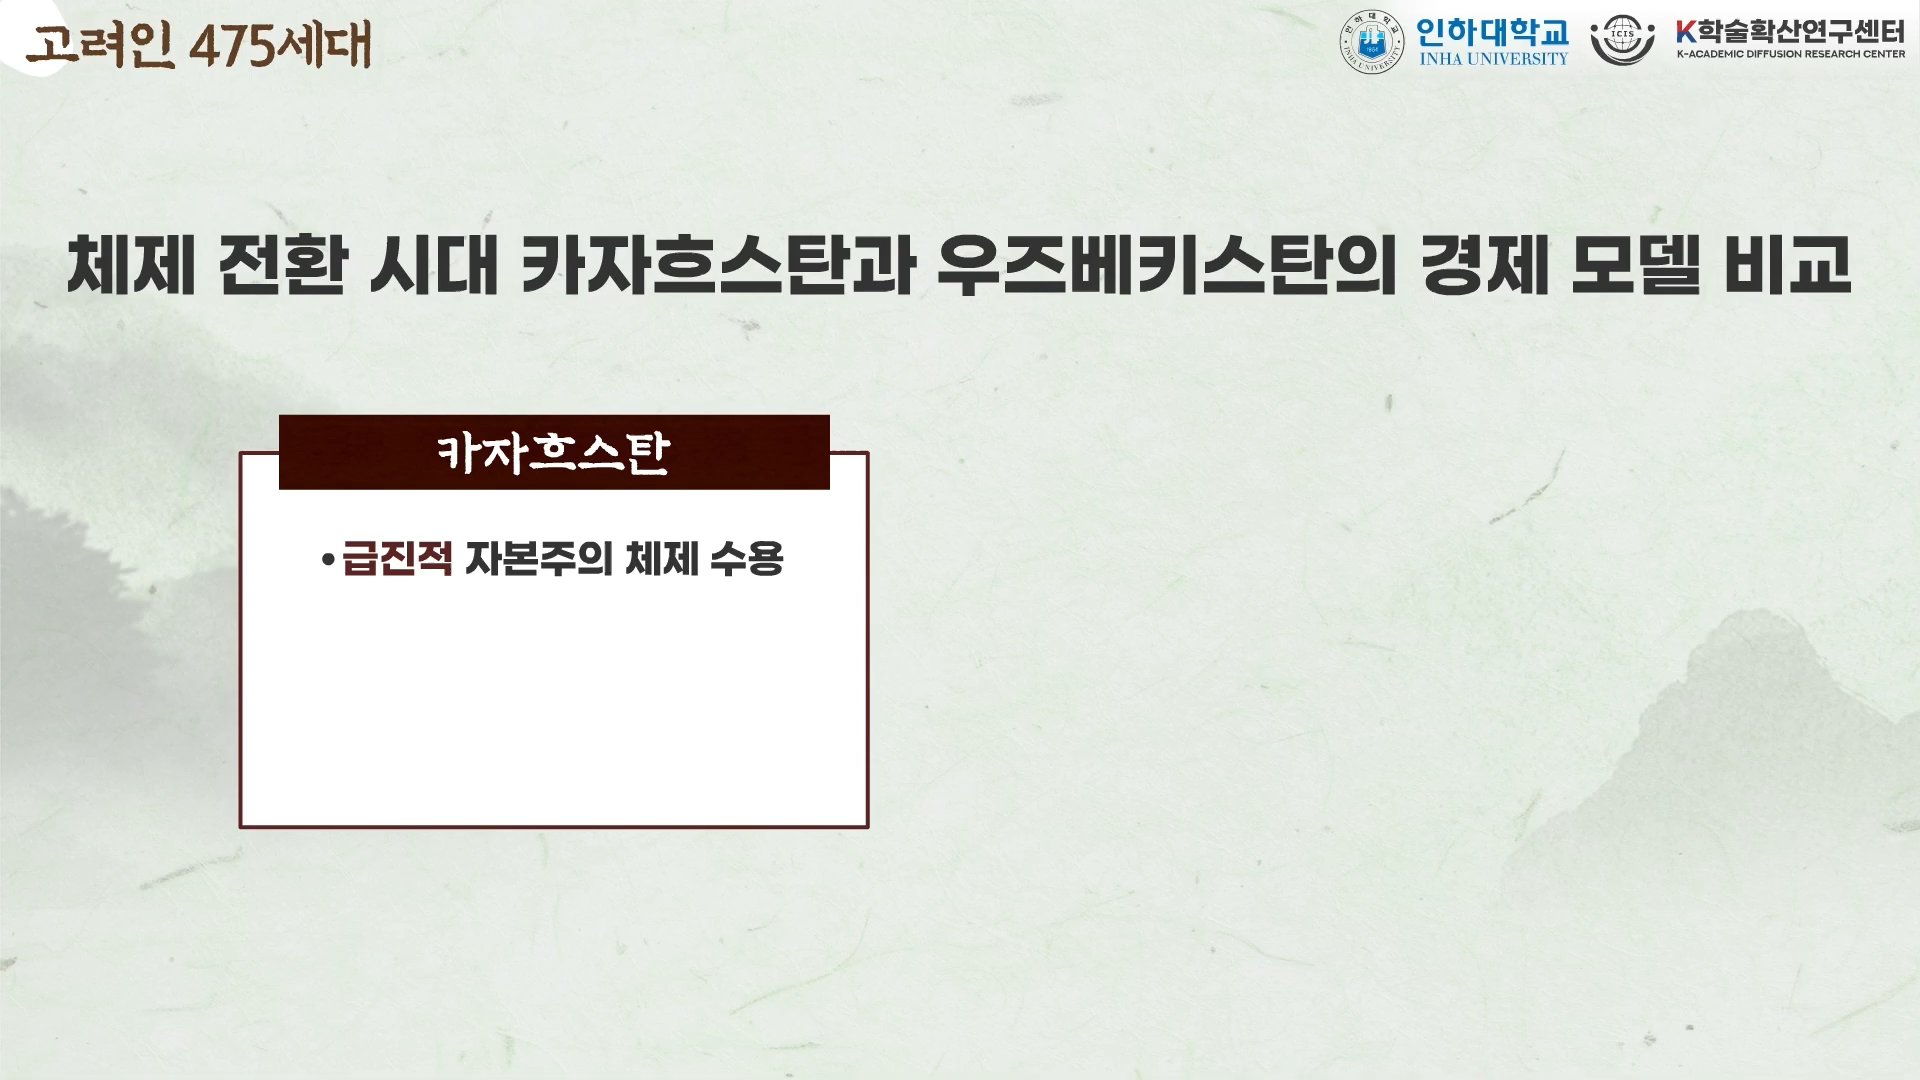 고려인 475세대
인하대학교
INHA UNIVERSITY
1954
ICIS
K학술확산연구센터
K-ACADEMIC DIFFUSION RESEARCH CENTER
체제 전환 시대 카자흐스탄과 우즈베키스탄의 경제 모델 비교
카자흐스탄
•급진적 자본주의 체제 수용